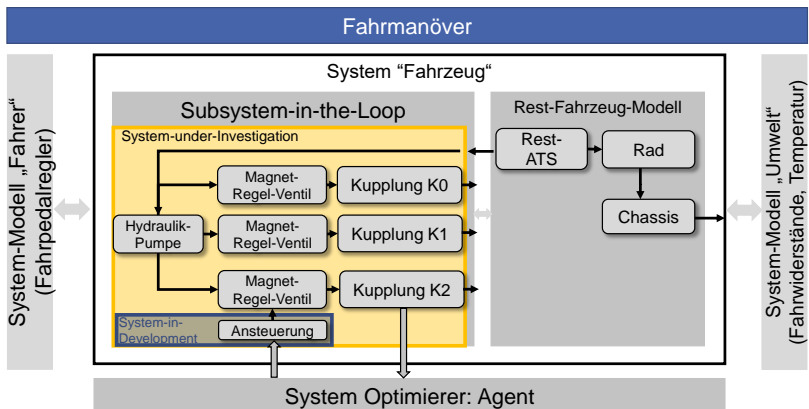 Fahrmanöver
System-Modell „Fahrer“
(Fahrpedalregler)
System “Fahrzeug“
Subsystem-in-the-Loop
System-under-Investigation
Magnet-
Regel-Ventil
Kupplung K0
Hydraulik-
Pumpe
Magnet-
Regel-Ventil
Kupplung K1
Magnet-
Regel-Ventil
Kupplung K2
System-in-
Development
Ansteuerung
Rest-Fahrzeug-Modell
Rest-
ATS
Rad
Chassis
System-Modell „Umwelt“
(Fahrwiderstände, Temperatur)
System Optimierer: Agent